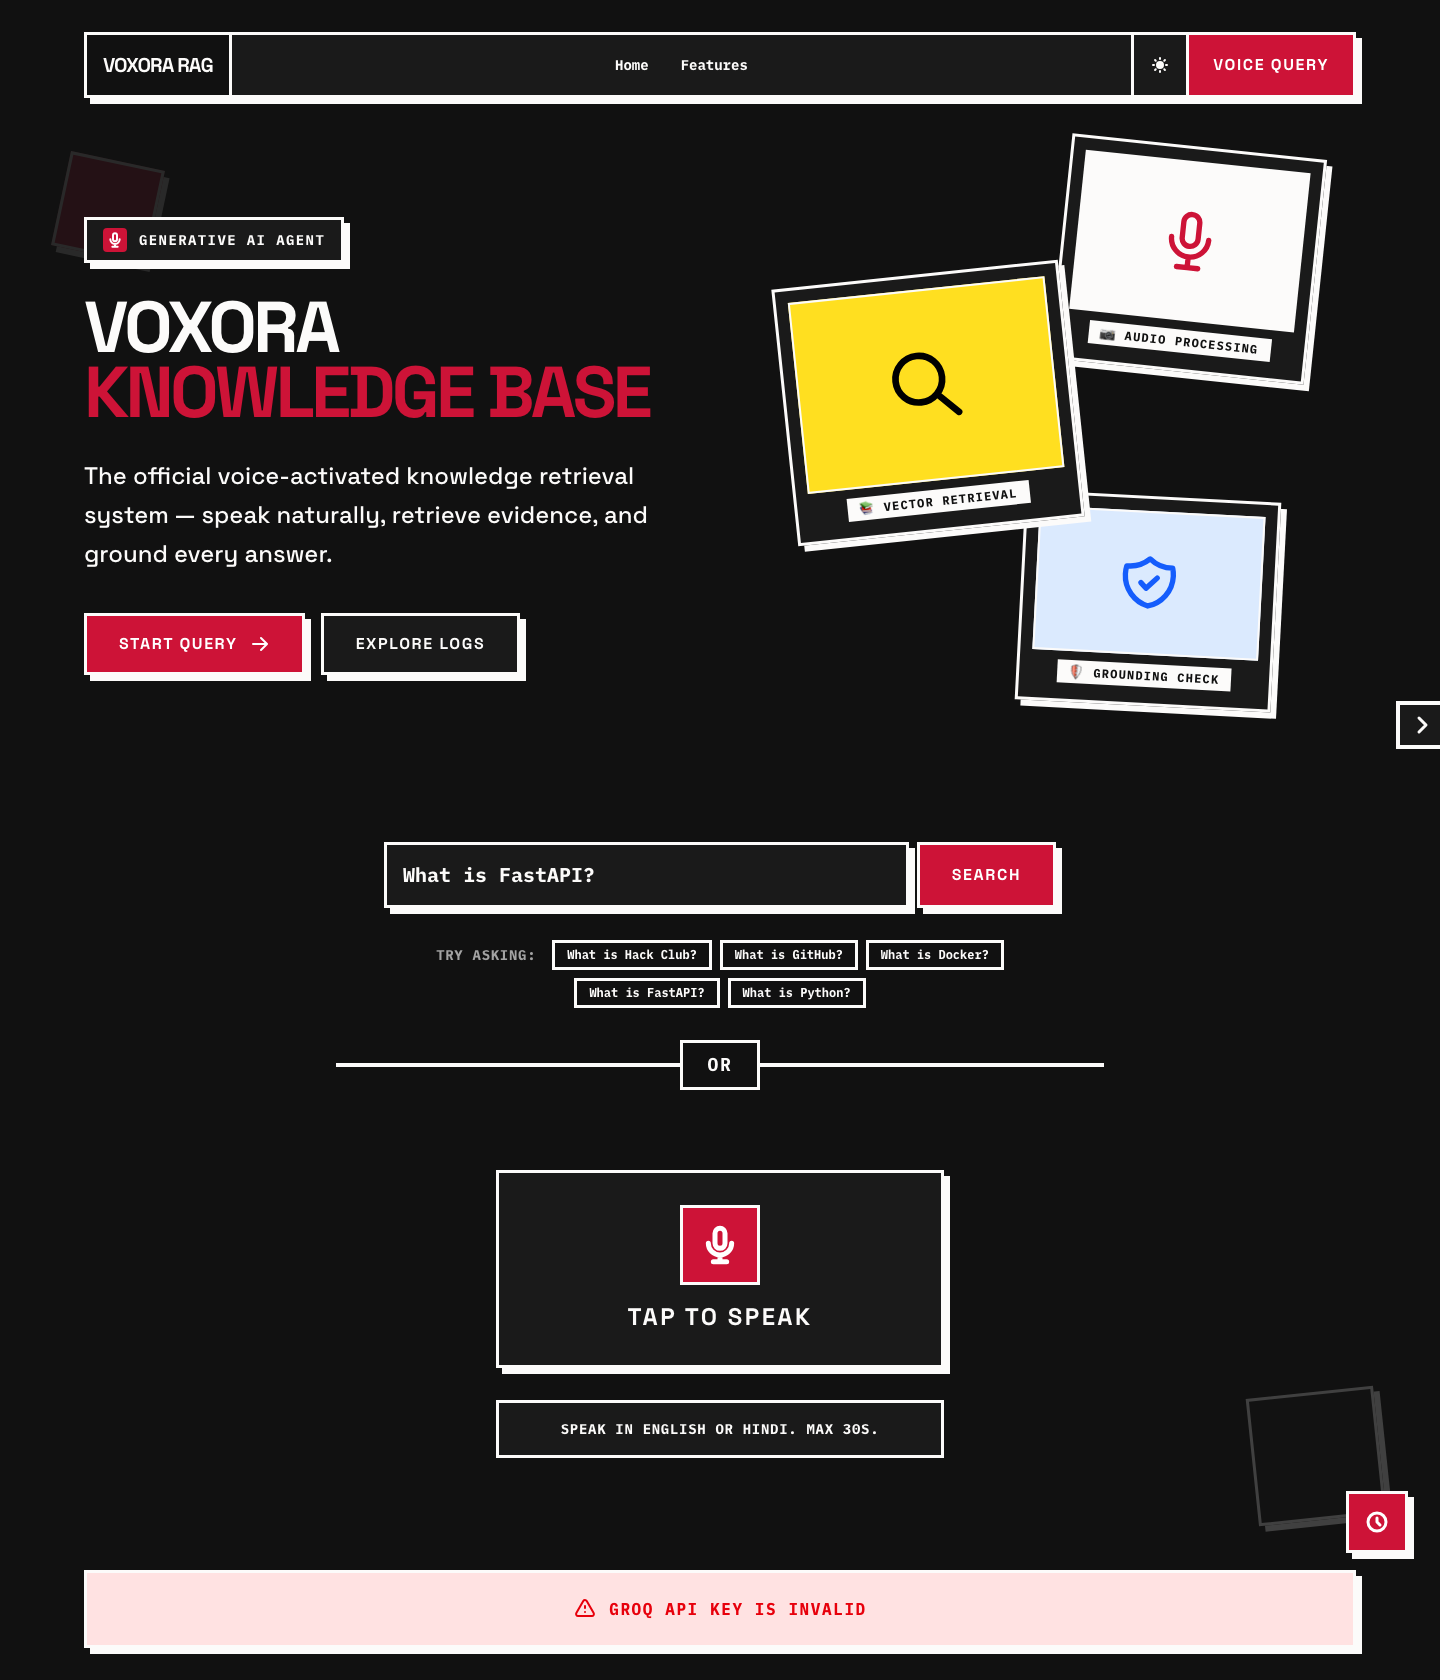 VOXORA RAG
Home
Features
VOICE QUERY
GENERATIVE AI AGENT
VOXORA
KNOWLEDGE BASE
The official voice-activated knowledge retrieval
system — speak naturally, retrieve evidence, and
ground every answer.
START QUERY
EXPLORE LOGS
AUDIO PROCESSING
VECTOR RETRIEVAL
GROUNDING CHECK
What is FastAPI?
SEARCH
TRY ASKING:
What is Hack Club?
What is GitHub?
What is Docker?
What is FastAPI?
What is Python?
OR
TAP TO SPEAK
SPEAK IN ENGLISH OR HINDI. MAX 30S.
GROQ API KEY IS INVALID